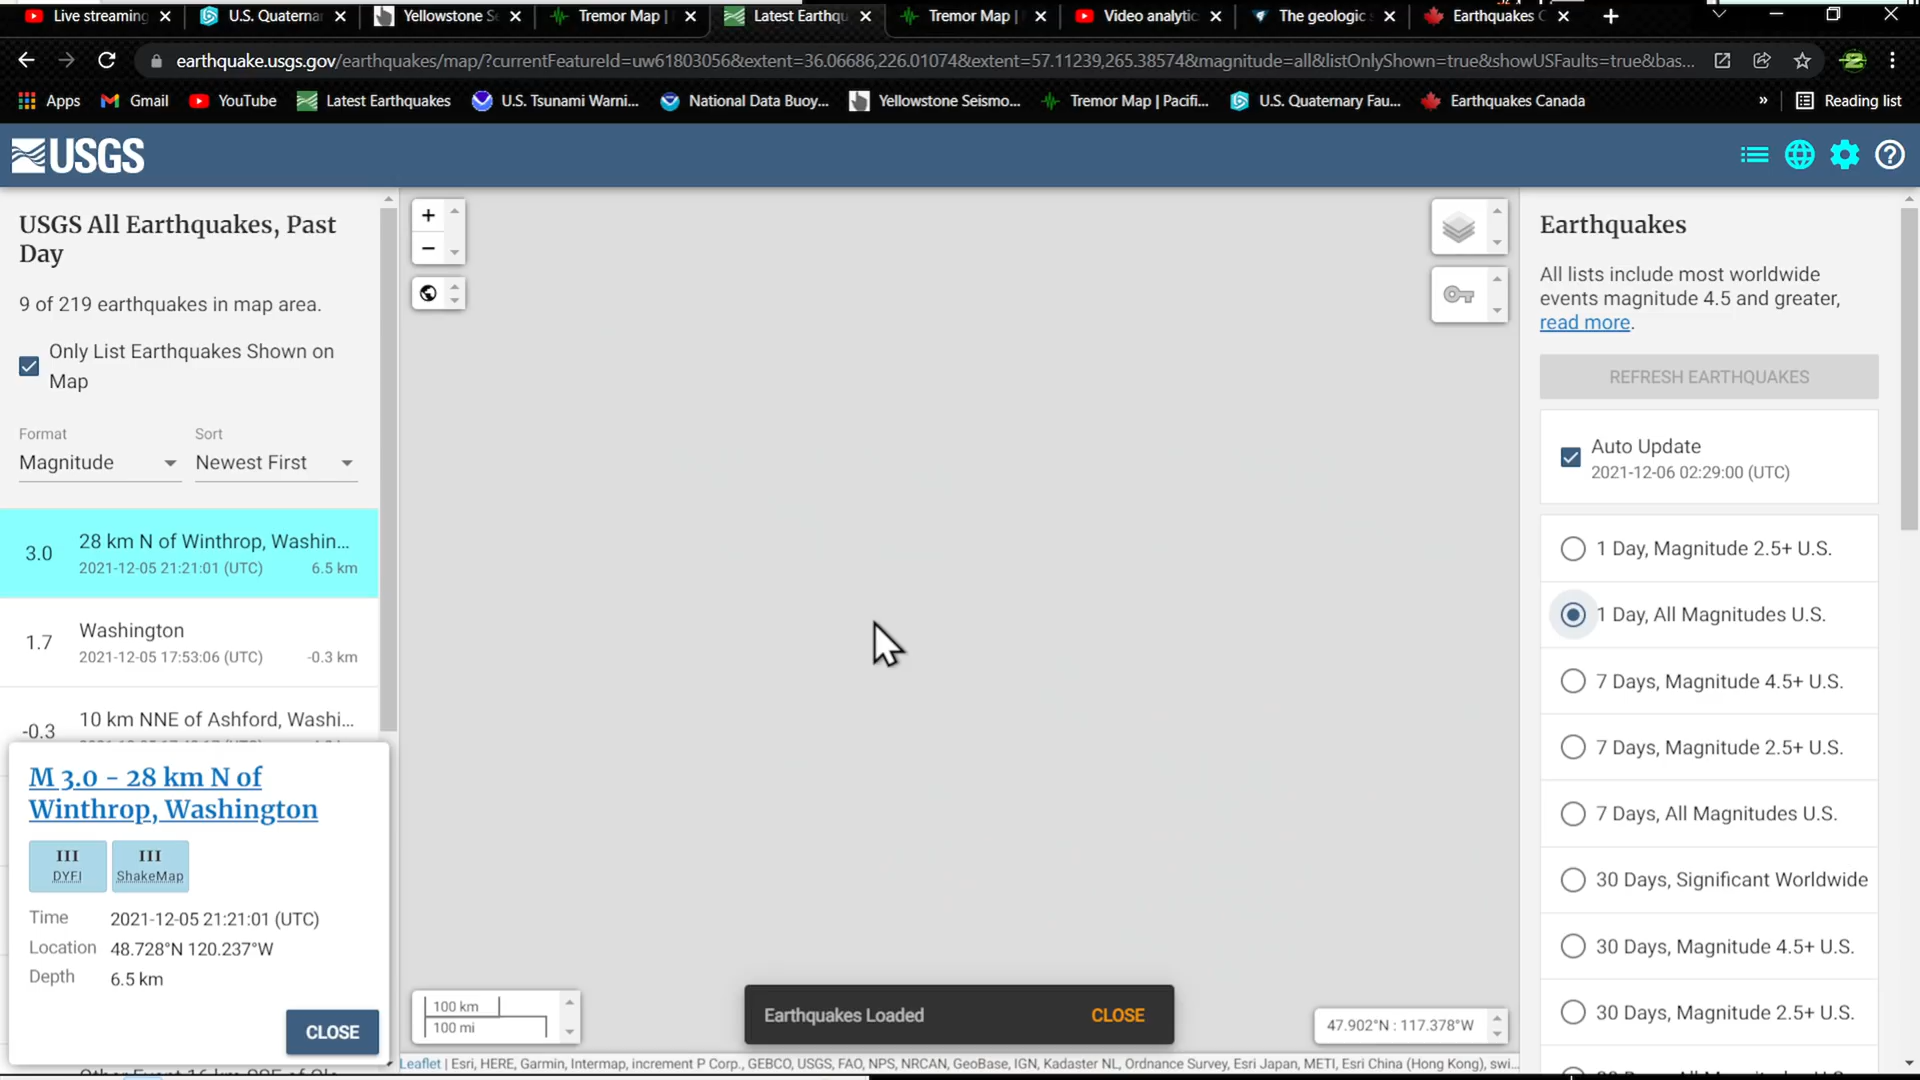 Live streaming
U.S. Quaternar
Yellowstone Se
Tremor Map |
Latest Earthqu
Tremor Map |
Video analytic
The geologic
Earthquakes C
earthquake.usgs.gov/earthquakes/map/?currentFeatureId=uw61803056&extent=36.06686,226.01074&extent=57.11239,265.38574&magnitude=all&listOnlyShown=true&showUSFaults=true&bas...
Apps
Gmail
YouTube
Latest Earthquakes
U.S. Tsunami Warni...
National Data Buoy...
Yellowstone Seismo...
Tremor Map | Pacifi...
U.S. Quaternary Fau...
Earthquakes Canada
»
Reading list
USGS
USGS All Earthquakes, Past
Day
9 of 219 earthquakes in map area.
Only List Earthquakes Shown on
Map
Format
Magnitude
Sort
Newest First
3.0
28 km N of Winthrop, Washin...
2021-12-05 21:21:01 (UTC)
6.5 km
1.7
Washington
2021-12-05 17:53:06 (UTC)
-0.3 km
-0.3
10 km NNE of Ashford, Washi...
M 3.0 - 28 km N of
Winthrop, Washington
III
DYFI
III
ShakeMap
Time
2021-12-05 21:21:01 (UTC)
Location
48.728°N 120.237°W
Depth
6.5 km
CLOSE
+
−
100 km
100 mi
Earthquakes Loaded
CLOSE
47.902°N : 117.378°W
Leaflet | Esri, HERE, Garmin, Intermap, increment P Corp., GEBCO, USGS, FAO, NPS, NRCAN, GeoBase, IGN, Kadaster NL, Ordnance Survey, Esri Japan, METI, Esri China (Hong Kong), swi...
Earthquakes
All lists include most worldwide
events magnitude 4.5 and greater,
read more.
REFRESH EARTHQUAKES
Auto Update
2021-12-06 02:29:00 (UTC)
1 Day, Magnitude 2.5+ U.S.
1 Day, All Magnitudes U.S.
7 Days, Magnitude 4.5+ U.S.
7 Days, Magnitude 2.5+ U.S.
7 Days, All Magnitudes U.S.
30 Days, Significant Worldwide
30 Days, Magnitude 4.5+ U.S.
30 Days, Magnitude 2.5+ U.S.